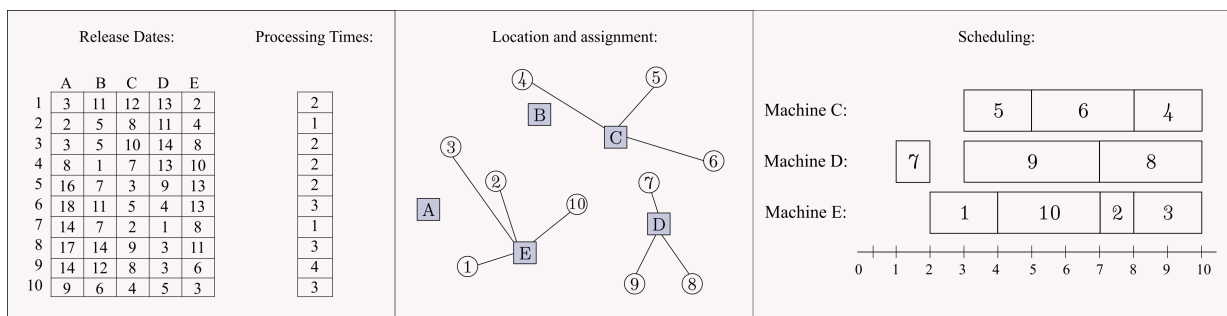 Release Dates: Processing Times:
A B C D E
1 3 11 12 13 2 2
2 2 5 8 11 4 1
3 3 5 10 14 8 2
4 8 1 7 13 10 2
5 16 7 3 9 13 2
6 18 11 5 4 13 3
7 14 7 2 1 8 1
8 17 14 9 3 11 3
9 14 12 8 3 6 4
10 9 6 4 5 3 3
Location and assignment:
4 5
B
C
3
6
2 7
10
A
D
E
1
9 8
Scheduling:
Machine C: 5 6 4
Machine D: 7 9 8
Machine E: 1 10 2 3
0 1 2 3 4 5 6 7 8 9 10